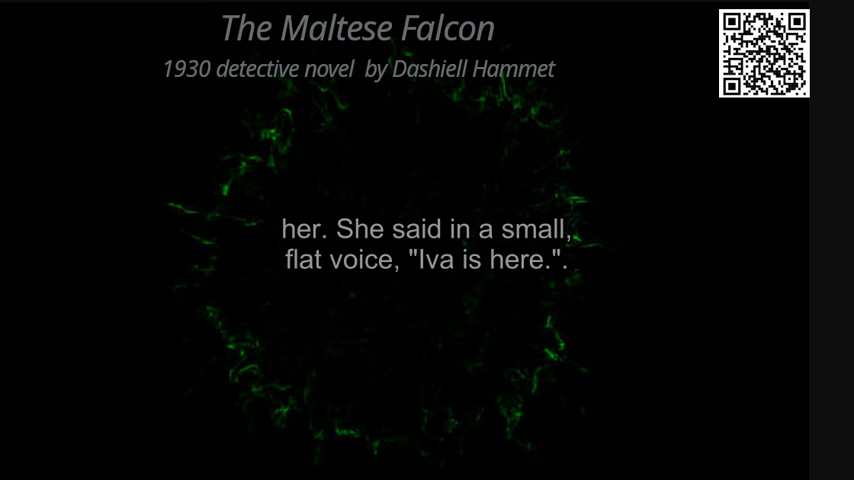 The Maltese Falcon
1930 detective novel by Dashiell Hammet
her. She said in a small,
flat voice, "Iva is here.".